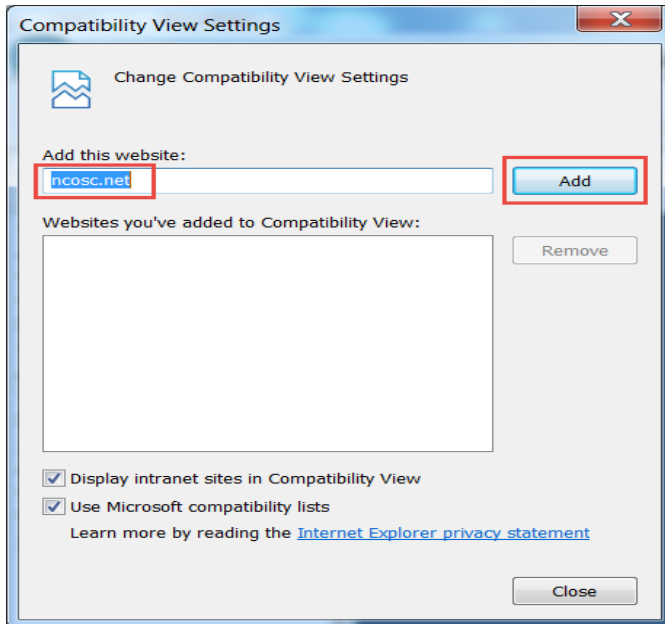 Compatibility View Settings
Change Compatibility View Settings
Add this website:
ncosc.net
Add
Websites you've added to Compatibility View:
Remove
Display intranet sites in Compatibility View
Use Microsoft compatibility lists
Learn more by reading the Internet Explorer privacy statement
Close